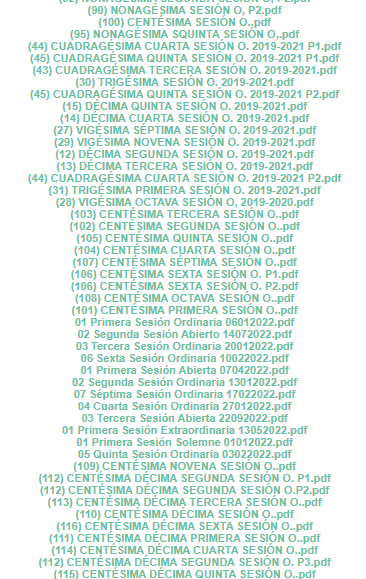 (90) NONAGÉSIMA SESIÓN O, P2.pdf
(100) CENTÉSIMA SESIÓN O.,pdf
(95) NONAGÉSIMA SQUINTA SESIÓN O,.pdf
(44) CUADRAGÉSIMA CUARTA SESIÓN O. 2019-2021 P1.pdf
(45) CUADRAGÉSIMA QUINTA SESIÓN O. 2019-2021 P1.pdf
(43) CUADRAGÉSIMA TERCERA SESIÓN O. 2019-2021.pdf
(30) TRIGÉSIMA SESIÓN O. 2019-2021.pdf
(45) CUADRAGÉSIMA QUINTA SESIÓN O. 2019-2021 P2.pdf
(15) DÉCIMA QUINTA SESIÓN O. 2019-2021.pdf
(14) DÉCIMA CUARTA SESIÓN O. 2019-2021.pdf
(27) VIGÉSIMA SÉPTIMA SESIÓN O. 2019-2021.pdf
(29) VIGÉSIMA NOVENA SESIÓN O. 2019-2021.pdf
(12) DÉCIMA SEGUNDA SESIÓN O. 2019-2021.pdf
(13) DÉCIMA TERCERA SESIÓN O. 2019-2021.pdf
(44) CUADRAGÉSIMA CUARTA SESIÓN O. 2019-2021 P2.pdf
(31) TRIGÉSIMA PRIMERA SESIÓN O. 2019-2021.pdf
(28) VIGÉSIMA OCTAVA SESIÓN O, 2019-2020.pdf
(103) CENTÉSIMA TERCERA SESIÓN O..pdf
(102) CENTÉSIMA SEGUNDA SESIÓN O..pdf
(105) CENTÉSIMA QUINTA SESIÓN O..pdf
(104) CENTÉSIMA CUARTA SESIÓN O..pdf
(107) CENTÉSIMA SÉPTIMA SESIÓN O..pdf
(106) CENTÉSIMA SEXTA SESIÓN O. P1.pdf
(106) CENTÉSIMA SEXTA SESIÓN O. P2.pdf
(108) CENTÉSIMA OCTAVA SESIÓN O..pdf
(101) CENTÉSIMA PRIMERA SESIÓN O..pdf
01 Primera Sesión Ordinaria 06012022.pdf
02 Segunda Sesión Abierto 14072022.pdf
03 Tercera Sesión Ordinaria 20012022.pdf
06 Sexta Sesión Ordinaria 10022022.pdf
01 Primera Sesión Abierta 07042022.pdf
02 Segunda Sesión Ordinaria 13012022.pdf
07 Séptima Sesión Ordinaria 17022022.pdf
04 Cuarta Sesión Ordinaria 27012022.pdf
03 Tercera Sesión Abierta 22092022.pdf
01 Primera Sesión Extraordinaria 13052022.pdf
01 Primera Sesión Solemne 01012022.pdf
05 Quinta Sesión Ordinaria 03022022.pdf
(109) CENTÉSIMA NOVENA SESIÓN O..pdf
(112) CENTÉSIMA DÉCIMA SEGUNDA SESIÓN O. P1.pdf
(112) CENTÉSIMA DÉCIMA SEGUNDA SESIÓN O.P2.pdf
(113) CENTÉSIMA DÉCIMA TERCERA SESIÓN O..pdf
(110) CENTÉSIMA DÉCIMA SESIÓN O..pdf
(116) CENTÉSIMA DÉCIMA SEXTA SESIÓN O..pdf
(111) CENTÉSIMA DÉCIMA PRIMERA SESIÓN O..pdf
(114) CENTÉSIMA DÉCIMA CUARTA SESIÓN O..pdf
(112) CENTÉSIMA DÉCIMA SEGUNDA SESIÓN O. P3.pdf
(115) CENTÉSIMA DÉCIMA QUINTA SESIÓN O..pdf